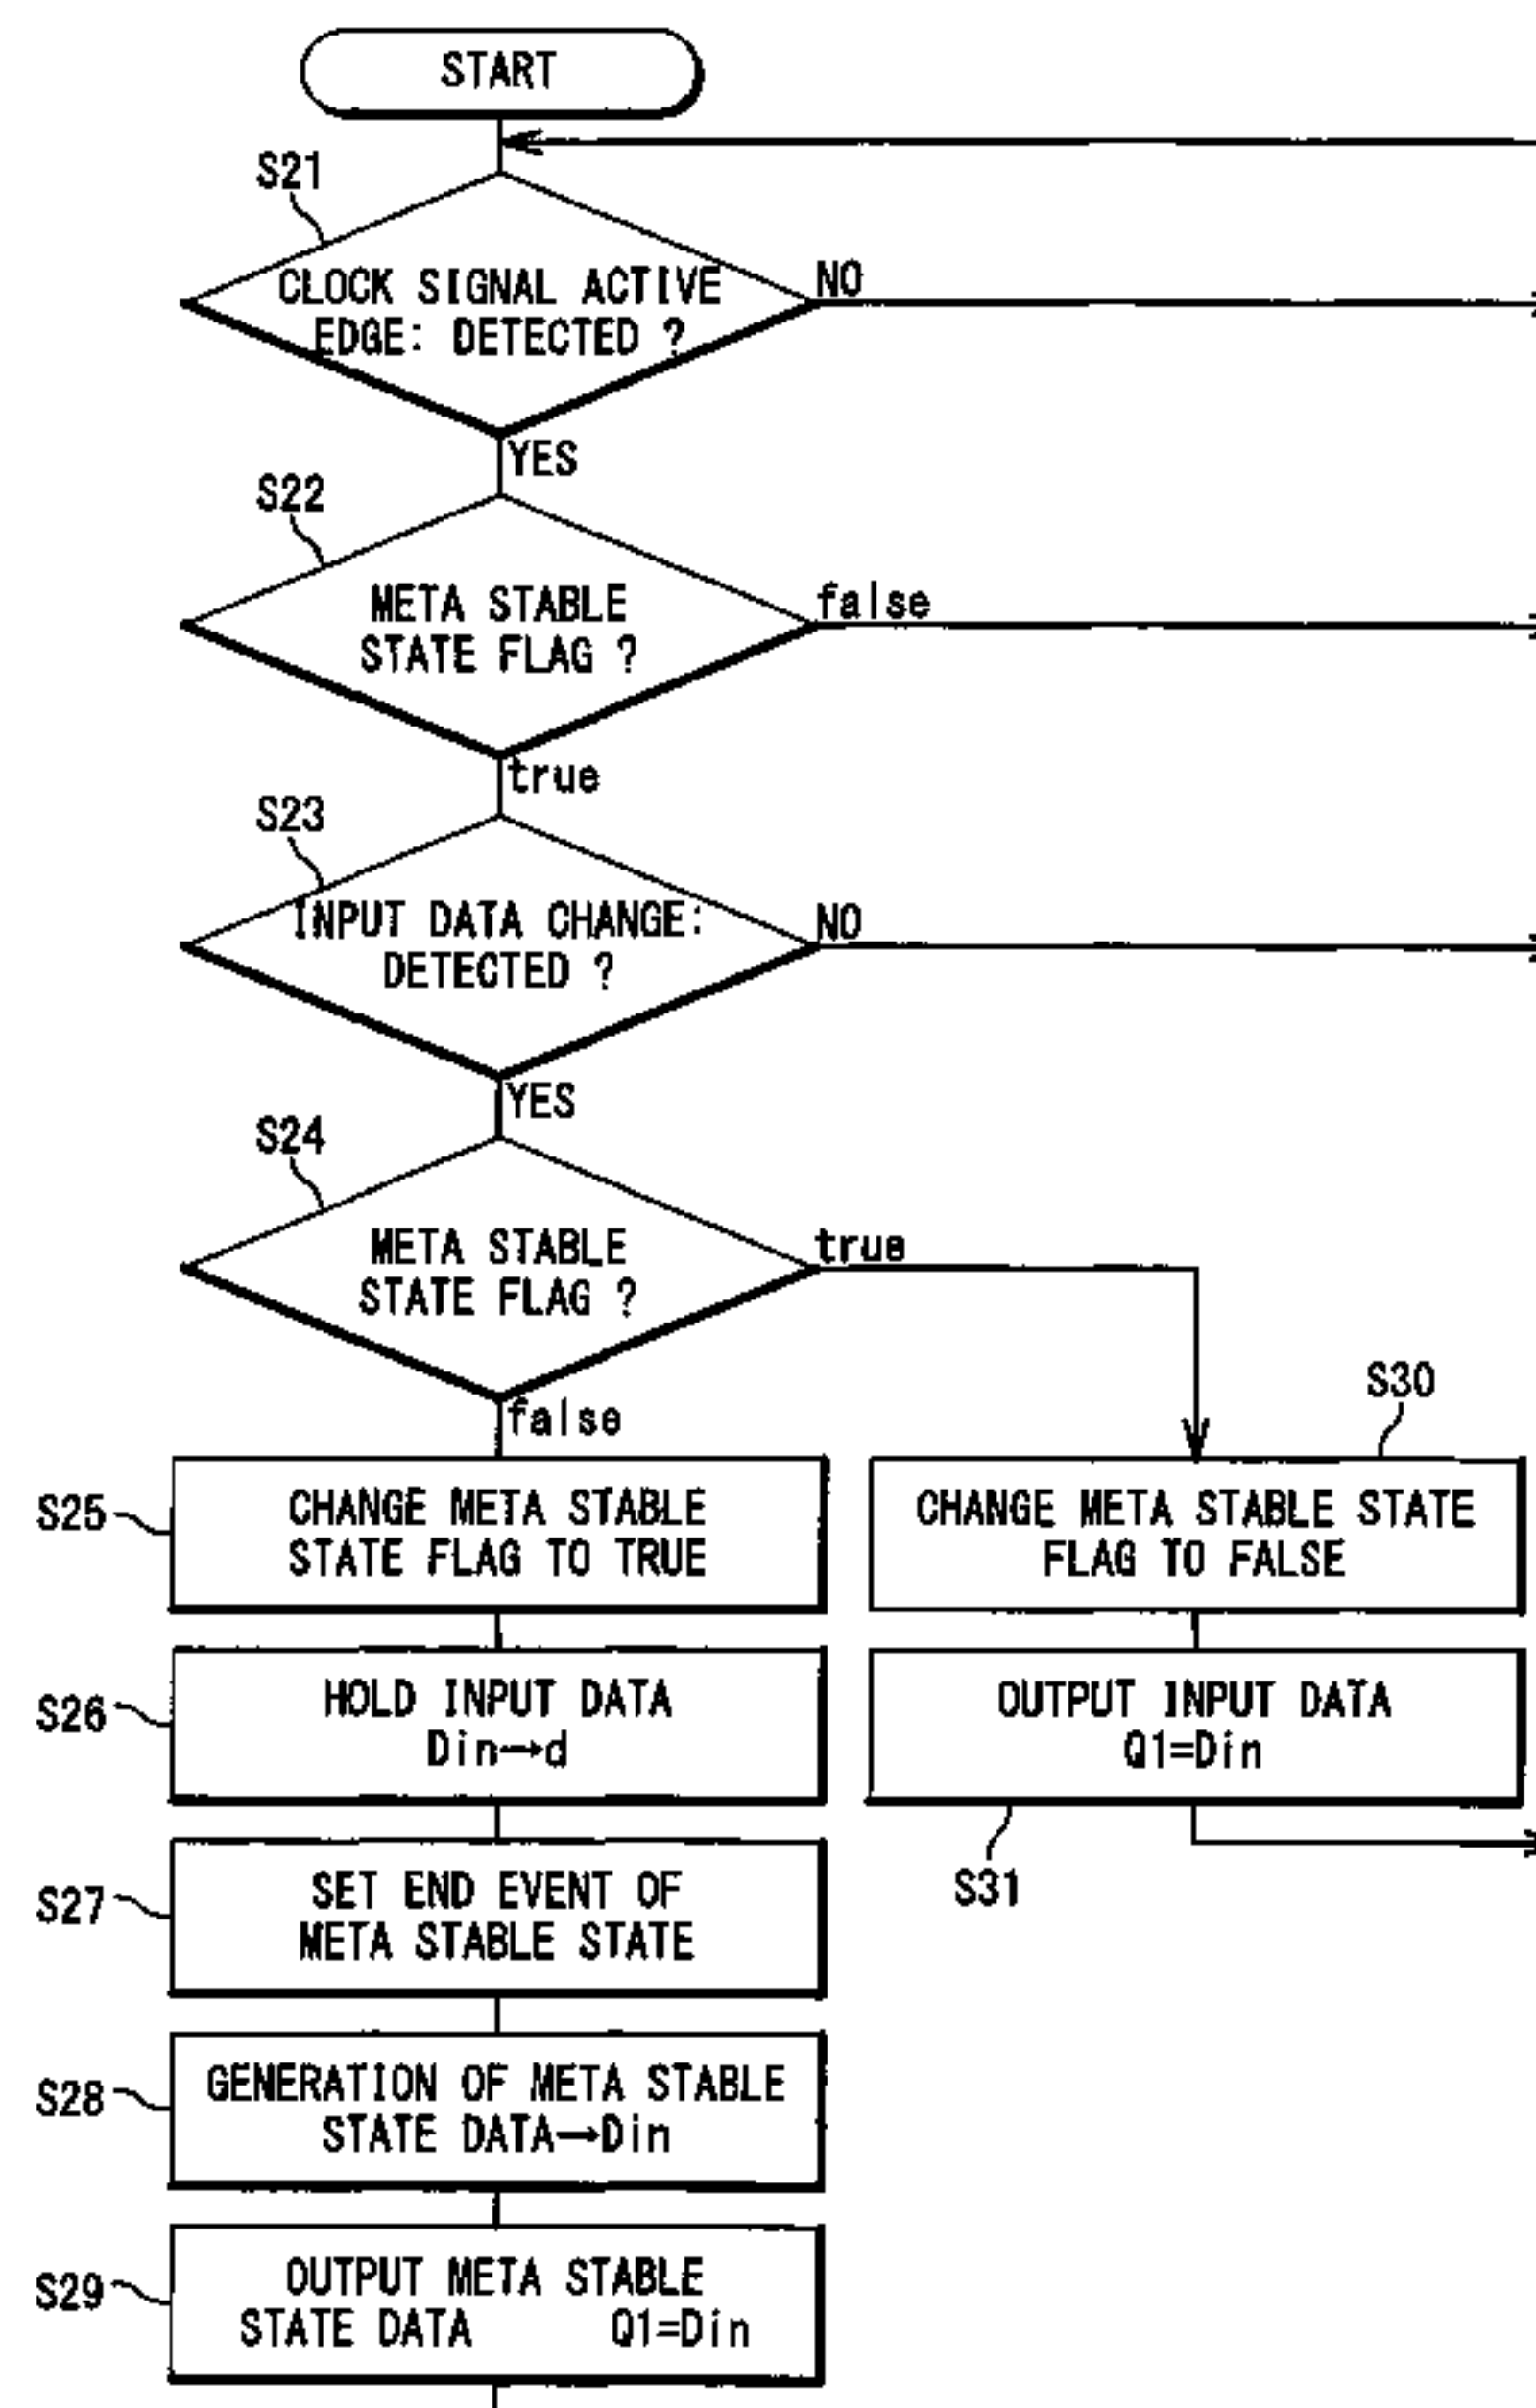 START
S21
CLOCK SIGNAL ACTIVE
EDGE: DETECTED ?
NO
YES
S22
META STABLE
STATE FLAG ?
false
true
S23
INPUT DATA CHANGE:
DETECTED ?
NO
YES
S24
META STABLE
STATE FLAG ?
true
false
S25
CHANGE META STABLE
STATE FLAG TO TRUE
S30
CHANGE META STABLE STATE
FLAG TO FALSE
S26
HOLD INPUT DATA
Din→d
OUTPUT INPUT DATA
Q1=Din
S31
S27
SET END EVENT OF
META STABLE STATE
S28
GENERATION OF META STABLE
STATE DATA→Din
S29
OUTPUT META STABLE
STATE DATA Q1=Din